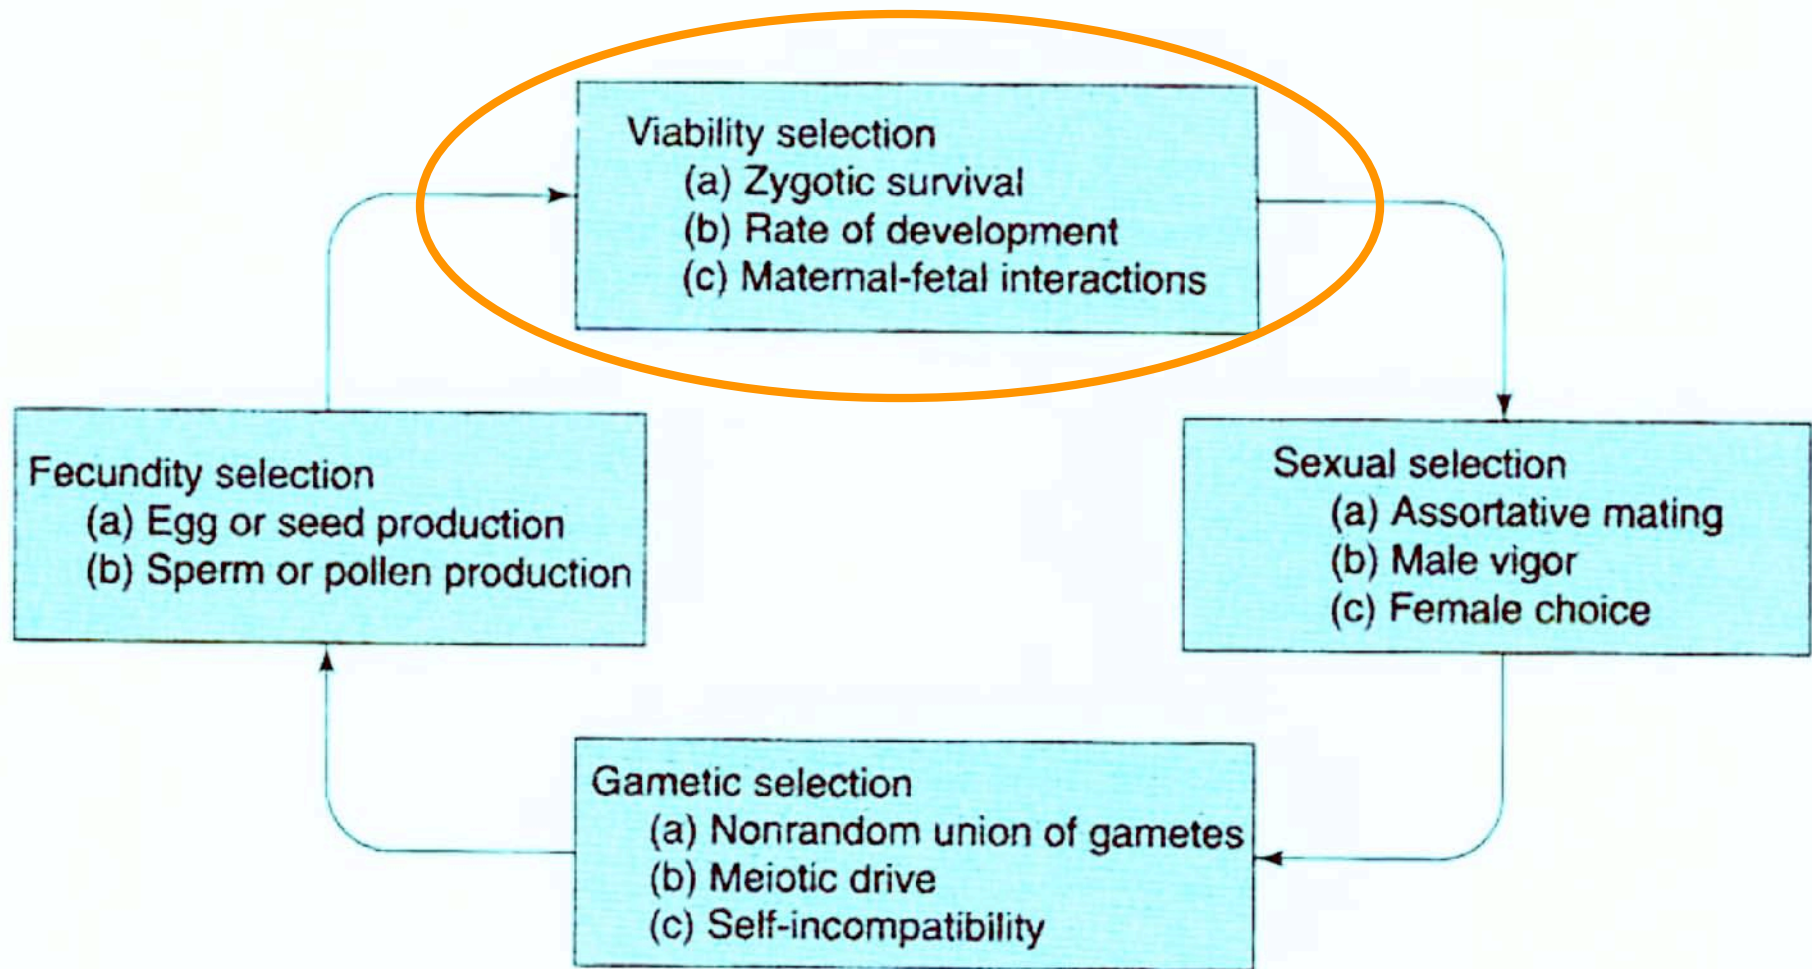 Viability selection
(a) Zygotic survival
(b) Rate of development
(c) Maternal-fetal interactions
Sexual selection
(a) Assortative mating
(b) Male vigor
(c) Female choice
Gametic selection
(a) Nonrandom union of gametes
(b) Meiotic drive
(c) Self-incompatibility
Fecundity selection
(a) Egg or seed production
(b) Sperm or pollen production